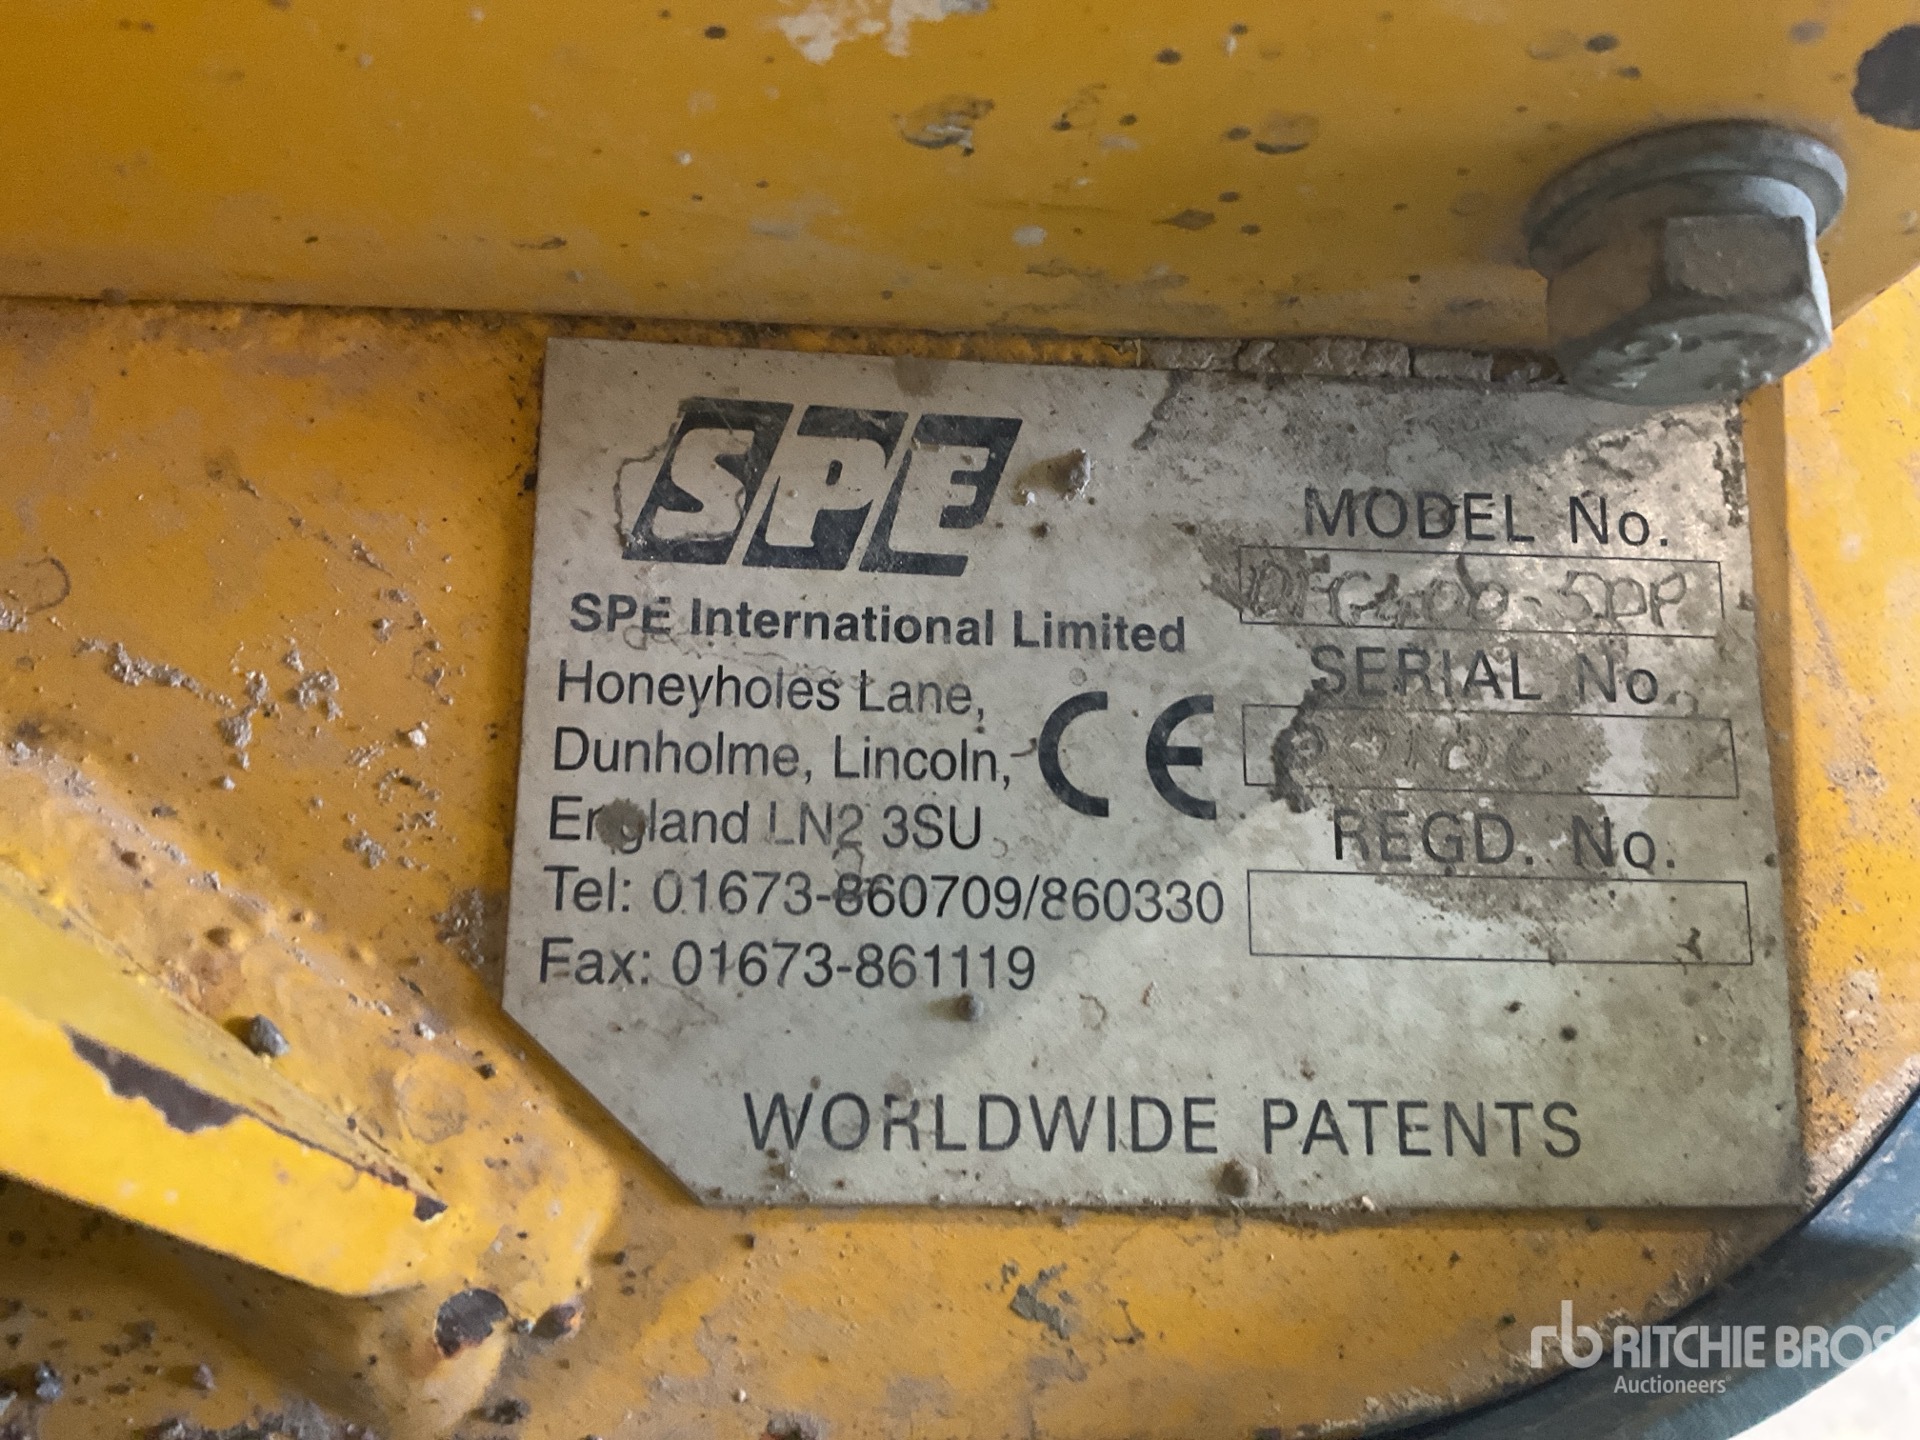 SPE
SPE International Limited
Honeyholes Lane,
Dunholme, Lincoln,
England LN2 3SU
Tel: 01673-860709/860330
Fax: 01673-861119
CE
MODEL No.
SERIAL No.
REGD. No.
WORLDWIDE PATENTS
rb RITCHIE BROS
Auctioneers